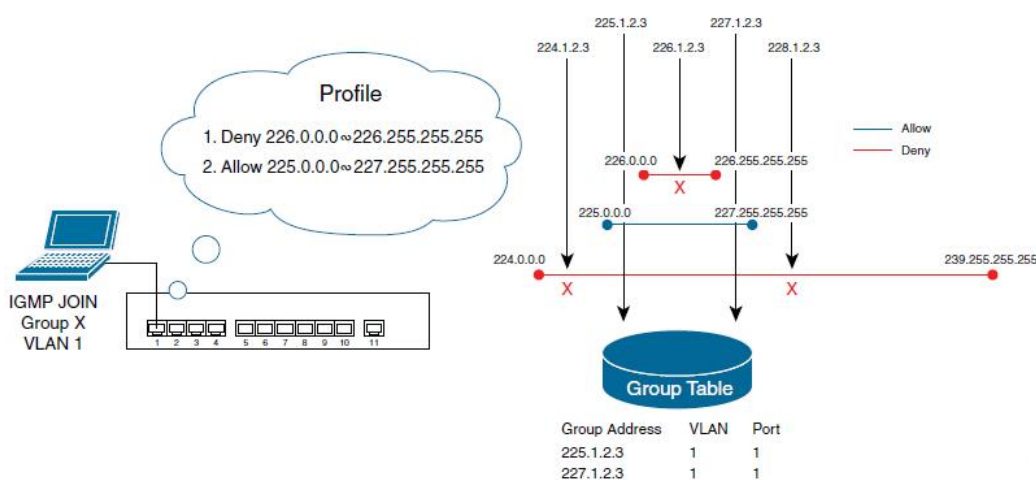 Profile
1. Deny 226.0.0.0∾226.255.255.255
2. Allow 225.0.0.0∾227.255.255.255
IGMP JOIN
Group X
VLAN 1
1 2 3 4 5 6 7 8 9 10 11
225.1.2.3 227.1.2.3
224.1.2.3 226.1.2.3 228.1.2.3
Allow
Deny
226.0.0.0 226.255.255.255
X
225.0.0.0 227.255.255.255
224.0.0.0 239.255.255.255
X X
Group Table
Group Address VLAN Port
225.1.2.3 1 1
227.1.2.3 1 1